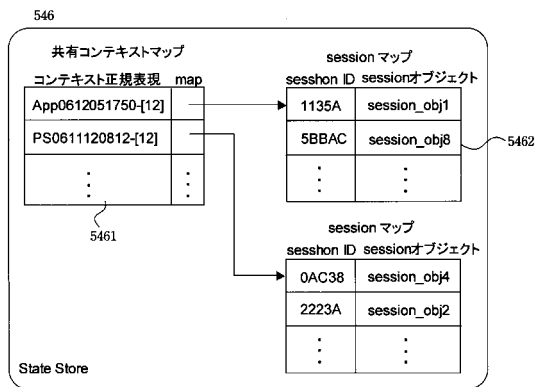 546
共有コンテキストマップ
コンテキスト正規表現 map
App0612051750-[12]
PS0611120812-[12]
5461
session マップ
sesshon ID sessionオブジェクト
1135A session_obj1
5BBAC session_obj8
5462
session マップ
sesshon ID sessionオブジェクト
0AC38 session_obj4
2223A session_obj2
State Store